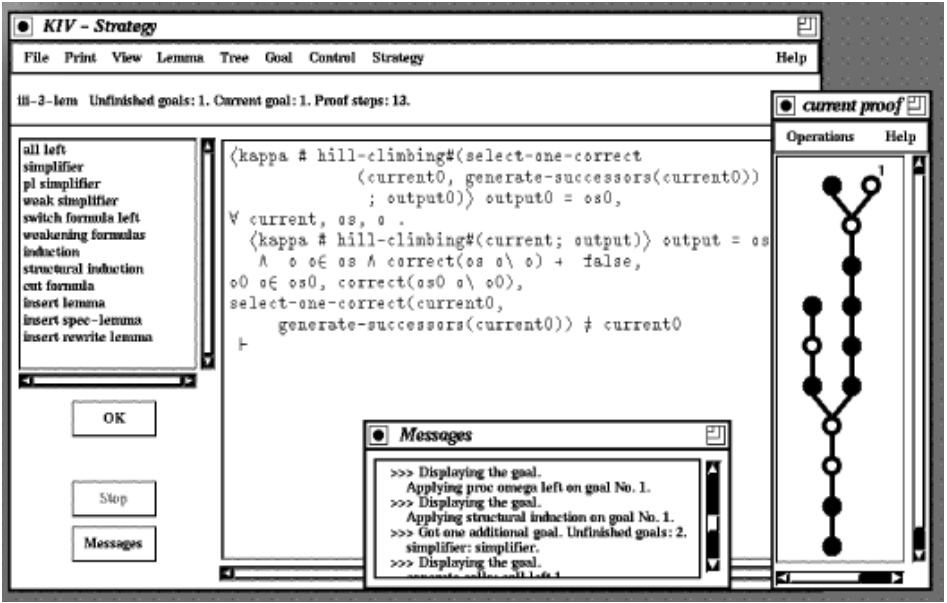 KIV – Strategy
File Print View Lemma Tree Goal Control Strategy Help
iii-3-lem Unfinished goals: 1. Current goal: 1. Proof steps: 13.
all left
simplifier
pl simplifier
weak simplifier
switch formula left
weakening formulas
induction
structural induction
cut formula
insert lemma
insert spec-lemma
insert rewrite lemma
OK
Stop
Messages
⟨kappa # hill-climbing#(select-one-correct
(current0, generate-successors(current0))
; output0)⟩ output0 = os0,
∀ current, os, o .
⟨kappa # hill-climbing#(current; output)⟩ output = os
∧ o o∈ os ∧ correct(os o\ o) → false,
o0 o∈ os0, correct(os0 o\ o0),
select-one-correct(current0,
generate-successors(current0)) ≠ current0
⊢
Messages
>>> Displaying the goal.
Applying proc omega left on goal No. 1.
>>> Displaying the goal.
Applying structural induction on goal No. 1.
>>> Got one additional goal. Unfinished goals: 2.
simplifier: simplifier.
>>> Displaying the goal.
current proof
Operations Help
1